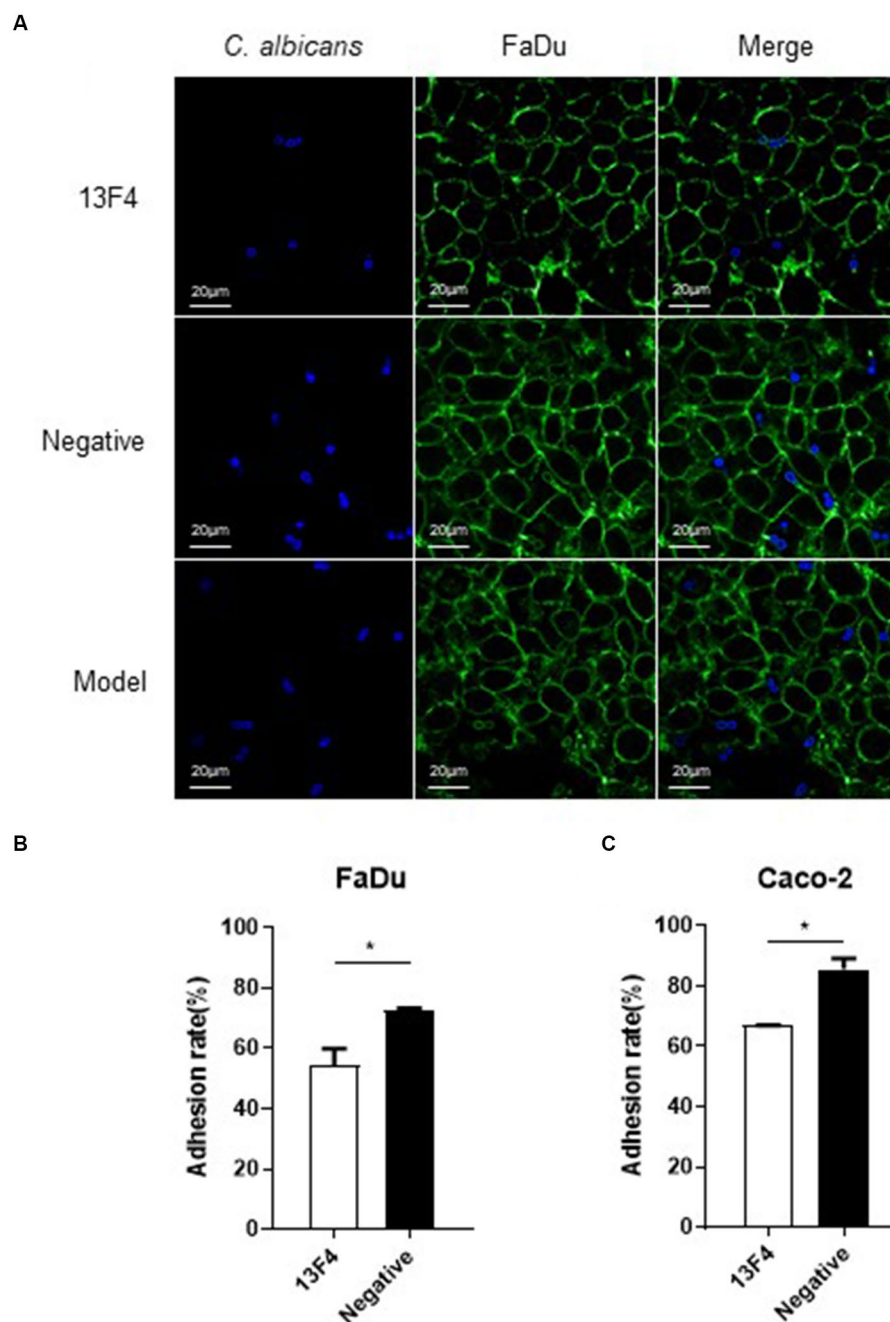 A
C. albicans FaDu Merge
13F4
20µm 20µm 20µm
Negative
20µm 20µm 20µm
Model
20µm 20µm 20µm
B
FaDu
Adhesion rate(%)
100
80
60
40
20
0
*
13F4
Negative
C
Caco-2
Adhesion rate(%)
100
80
60
40
20
0
*
13F4
Negative